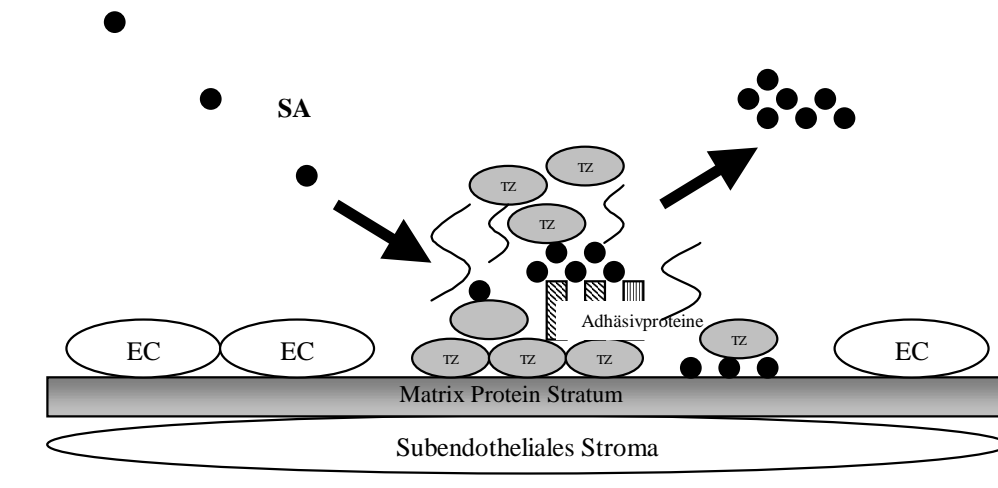 SA
TZ
TZ
TZ
Adhäsivproteine
EC
EC
TZ
TZ
TZ
TZ
EC
Matrix Protein Stratum
Subendotheliales Stroma